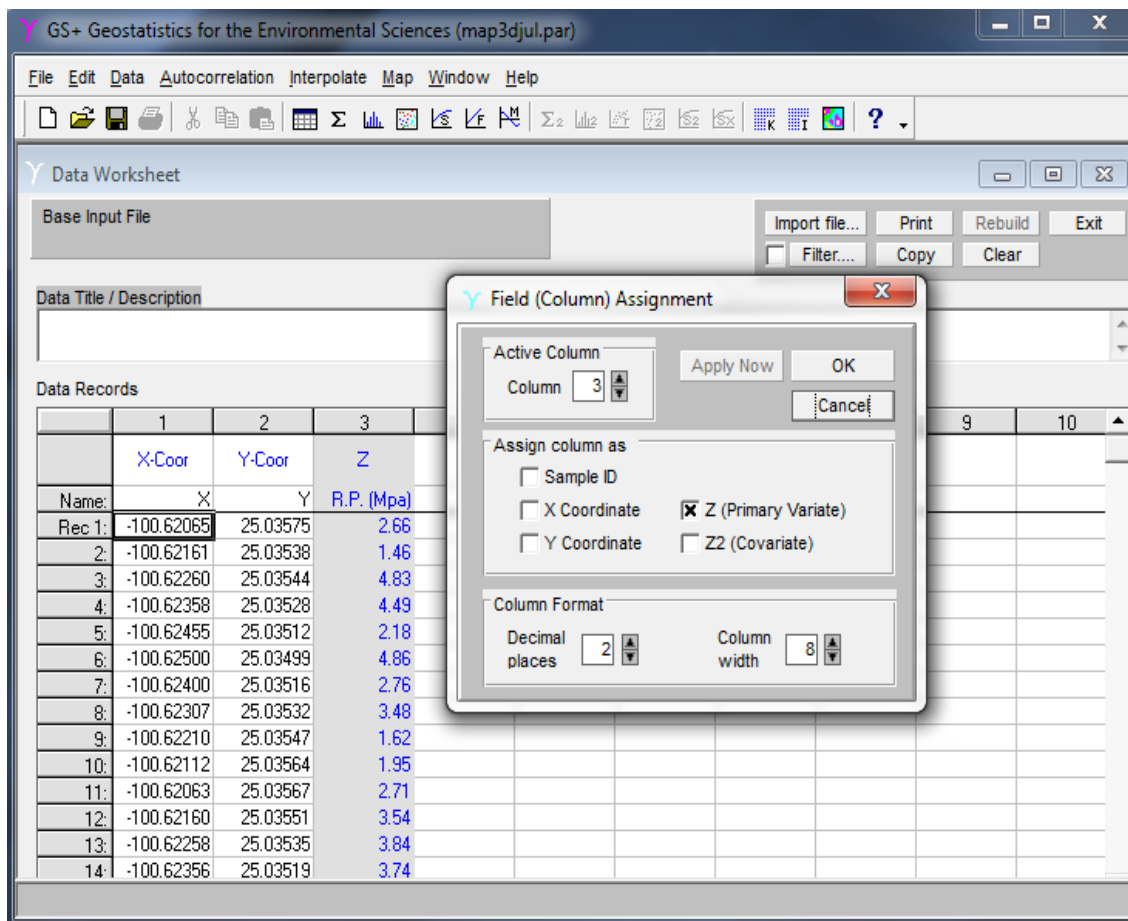 GS+ Geostatistics for the Environmental Sciences (map3djul.par)
File Edit Data Autocorrelation Interpolate Map Window Help
Data Worksheet
Base Input File
Import file... Print Rebuild Exit
Filter.... Copy Clear
Data Title / Description
Field (Column) Assignment
Active Column
Column 3
Apply Now OK
Cancel
Assign column as
Sample ID
X Coordinate Z (Primary Variate)
Y Coordinate Z2 (Covariate)
Column Format
Decimal places 2 Column width 8
Data Records
1 2 3 9 10
X-Coor Y-Coor Z
Name: X Y R.P. (Mpa)
Rec 1: -100.62065 25.03575 2.66
2: -100.62161 25.03538 1.46
3: -100.62260 25.03544 4.83
4: -100.62358 25.03528 4.49
5: -100.62455 25.03512 2.18
6: -100.62500 25.03499 4.86
7: -100.62400 25.03516 2.76
8: -100.62307 25.03532 3.48
9: -100.62210 25.03547 1.62
10: -100.62112 25.03564 1.95
11: -100.62063 25.03567 2.71
12: -100.62160 25.03551 3.54
13: -100.62258 25.03535 3.84
14: -100.62356 25.03519 3.74